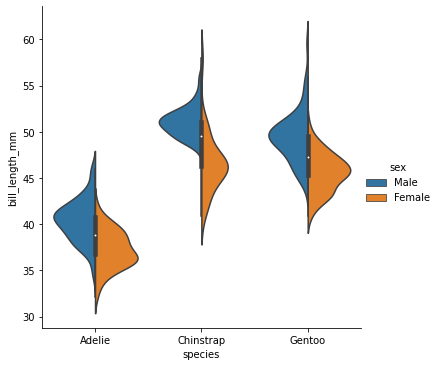 60
55
50
45
40
35
30
bill_length_mm
Adelie
Chinstrap
Gentoo
species
sex
Male
Female